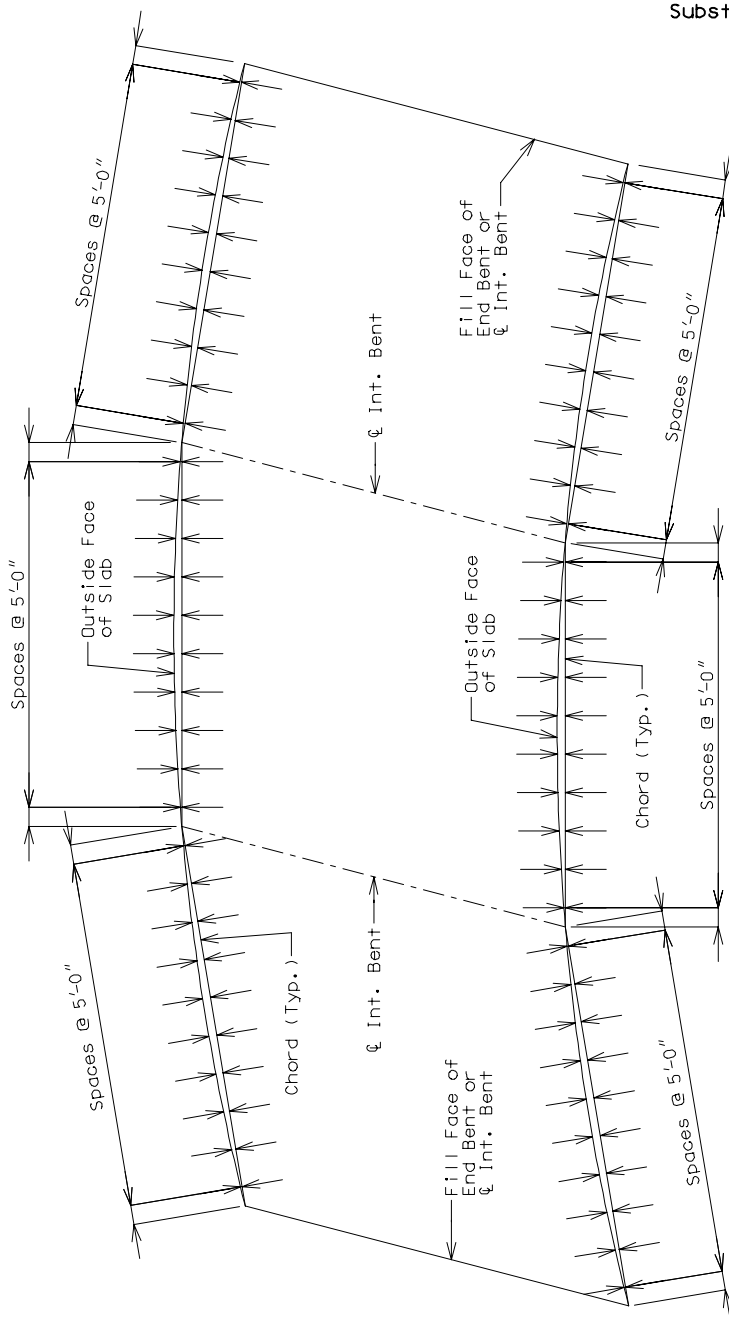 Subst
Spaces @ 5'-0"
Spaces @ 5'-0"
Spaces @ 5'-0"
Outside Face
of Slab
Chord (Typ.)
℄ Int. Bent
℄ Int. Bent
Fill Face of
End Bent or
℄ Int. Bent
Fill Face of
End Bent or
℄ Int. Bent
Outside Face
of Slab
Chord (Typ.)
Spaces @ 5'-0"
Spaces @ 5'-0"
Spaces @ 5'-0"